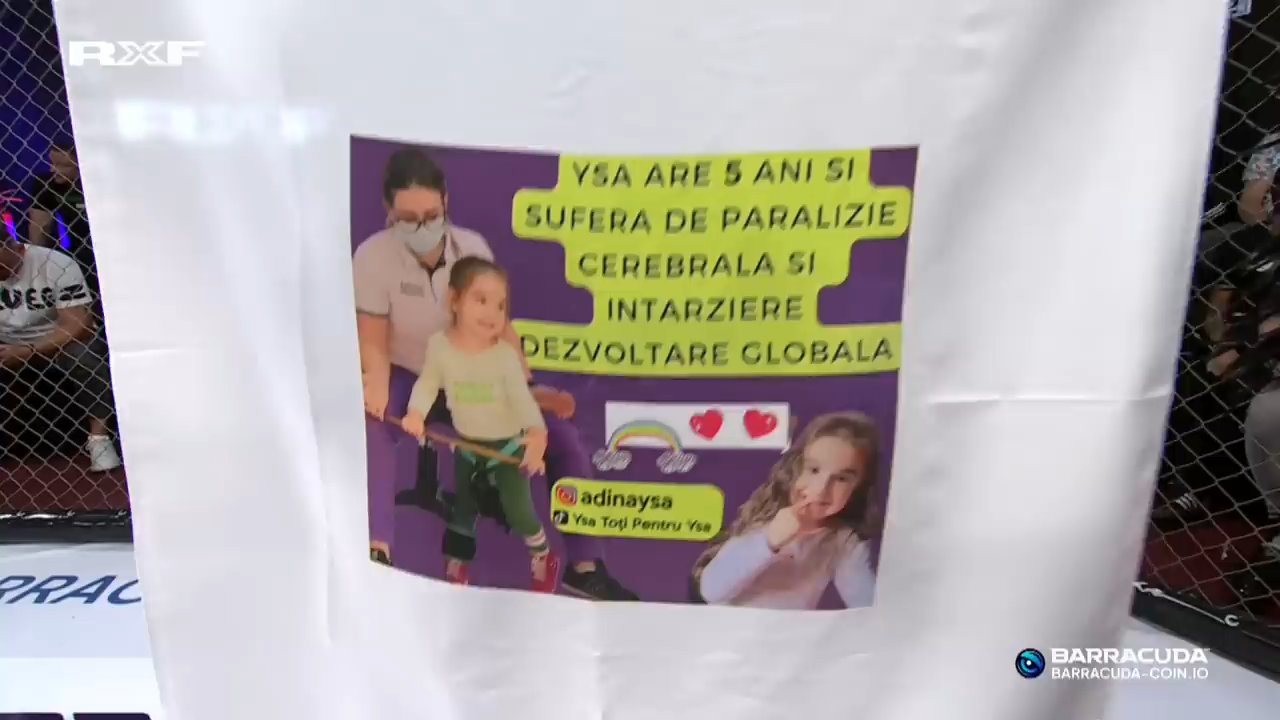 RXF
YSA ARE 5 ANI SI
SUFERA DE PARALIZIE
CEREBRALA SI
INTARZIERE
DEZVOLTARE GLOBALA
adinaysa
Ysa Toți Pentru Ysa
BARRACUDA
BARRACUDA-COIN.IO